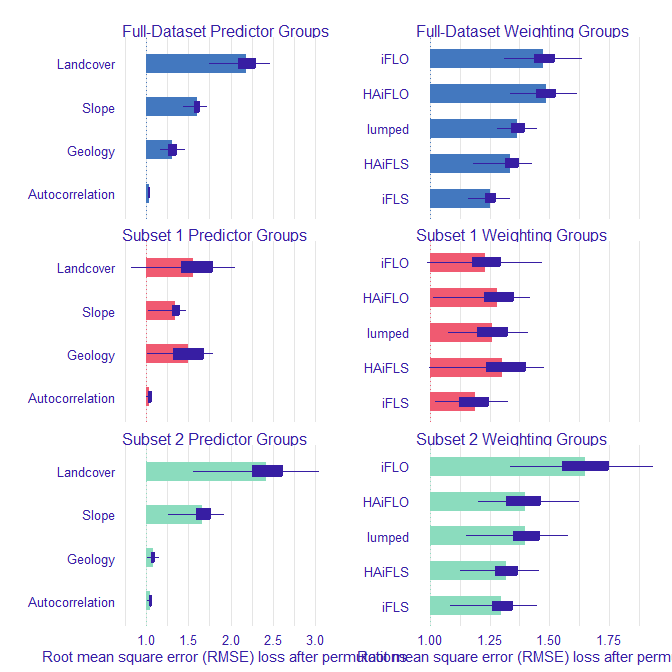 Full-Dataset Predictor Groups
Landcover
Slope
Geology
Autocorrelation
Full-Dataset Weighting Groups
iFLO
HAiFLO
lumped
HAiFLS
iFLS
Subset 1 Predictor Groups
Landcover
Slope
Geology
Autocorrelation
Subset 1 Weighting Groups
iFLO
HAiFLO
lumped
HAiFLS
iFLS
Subset 2 Predictor Groups
Landcover
Slope
Geology
Autocorrelation
1.0 1.5 2.0 2.5 3.0
Root mean square error (RMSE) loss after permutations
Subset 2 Weighting Groups
iFLO
HAiFLO
lumped
HAiFLS
iFLS
1.00 1.25 1.50 1.75
mean square error (RMSE) loss after perm